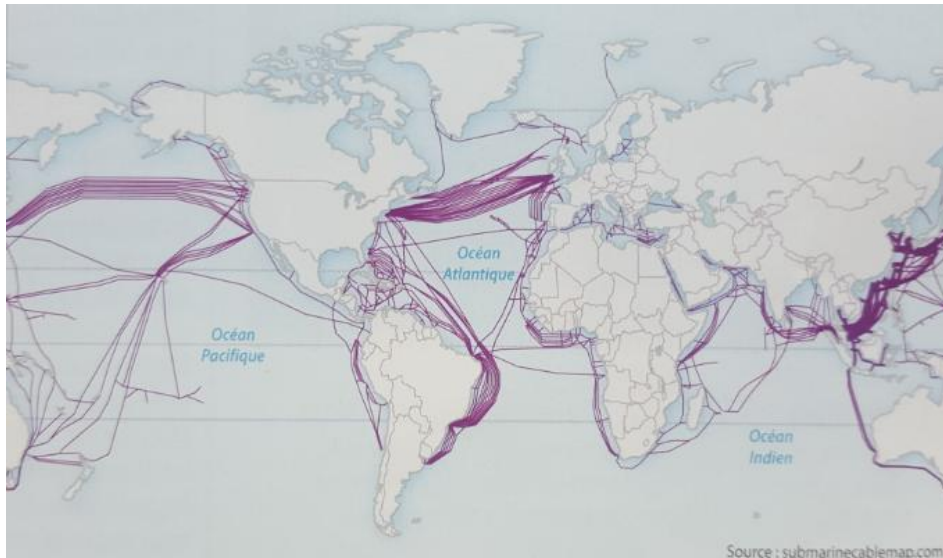 Océan
Atlantique
Océan
Pacifique
Océan
Indien
Source : submarinecablemap.com